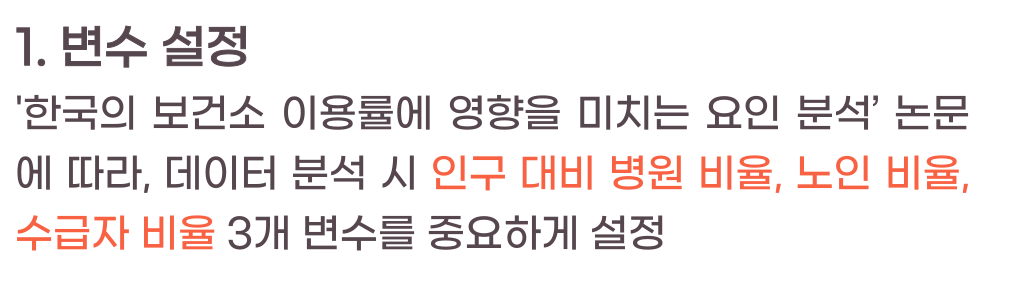 1. 변수 설정
'한국의 보건소 이용률에 영향을 미치는 요인 분석’ 논문
에 따라, 데이터 분석 시 인구 대비 병원 비율, 노인 비율,
수급자 비율 3개 변수를 중요하게 설정